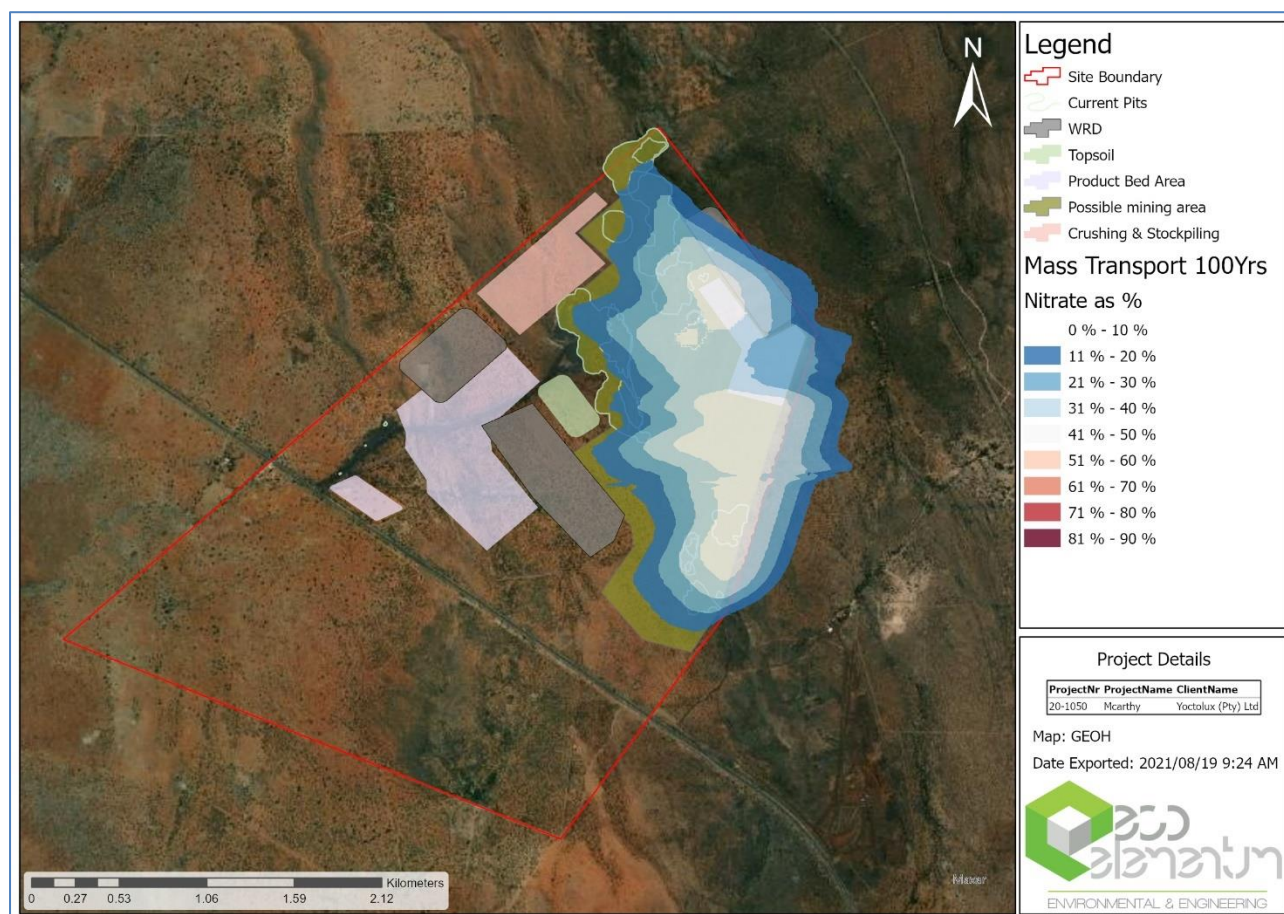 N
Legend
Site Boundary
Current Pits
WRD
Topsoil
Product Bed Area
Possible mining area
Crushing & Stockpiling
Mass Transport 100Yrs
Nitrate as %
0 % - 10 %
11 % - 20 %
21 % - 30 %
31 % - 40 %
41 % - 50 %
51 % - 60 %
61 % - 70 %
71 % - 80 %
81 % - 90 %
Project Details
ProjectNr ProjectName ClientName
20-1050 Mcarthy Yoctolux (Pty) Ltd
Map: GEOH
Date Exported: 2021/08/19 9:24 AM
eco
elementum
ENVIRONMENTAL & ENGINEERING
Kilometers
0 0.27 0.53 1.06 1.59 2.12
Maxar